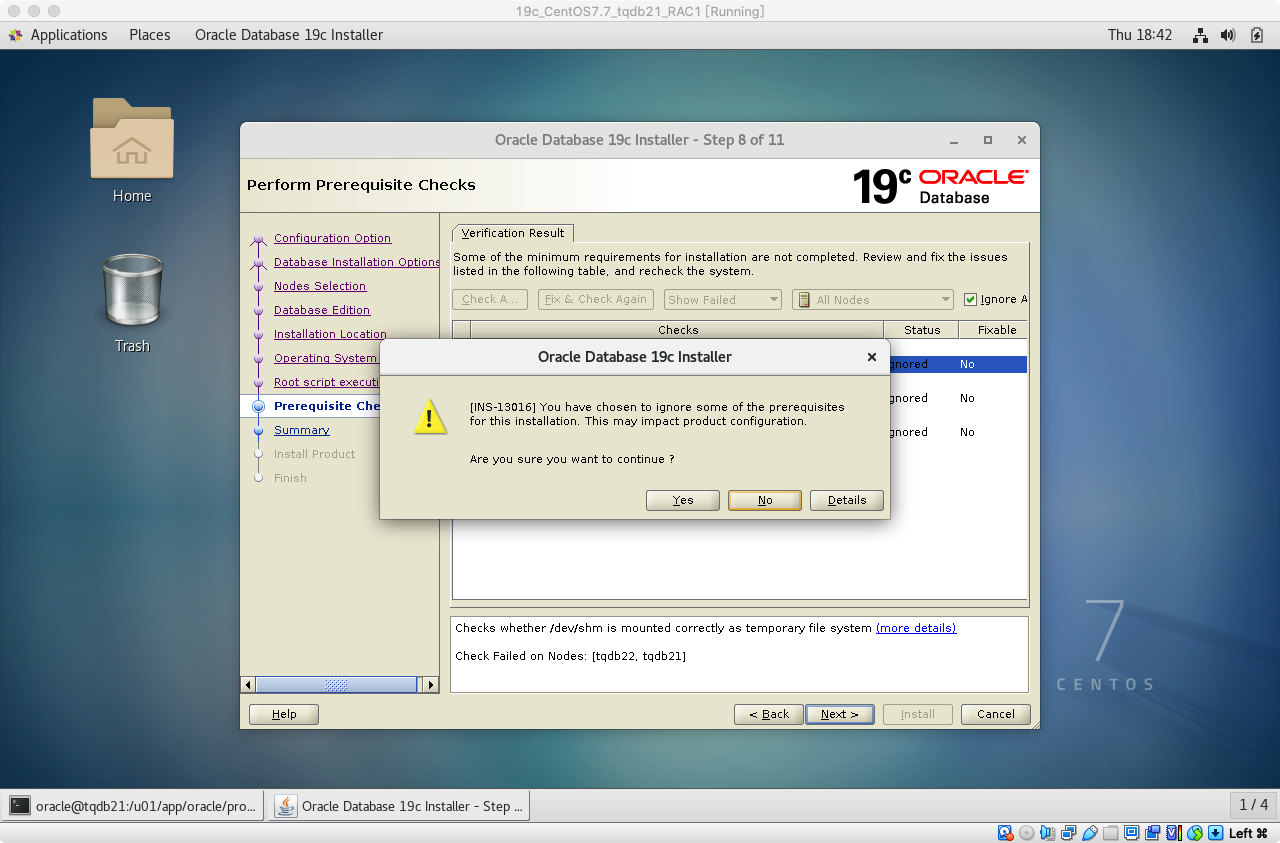 19c_CentOS7.7_tqdb21_RAC1 [Running]
Applications Places Oracle Database 19c Installer Thu 18:42
Home
Trash
Oracle Database 19c Installer - Step 8 of 11
Perform Prerequisite Checks
19c ORACLE
Database
Configuration Option
Database Installation Options
Nodes Selection
Database Edition
Installation Location
Operating System
Root script executi
Prerequisite Che
Summary
Install Product
Finish
Verification Result
Some of the minimum requirements for installation are not completed. Review and fix the issues
listed in the following table, and recheck the system.
Check A... Fix & Check Again Show Failed All Nodes Ignore A
Checks Status Fixable
gnored No
gnored No
gnored No
Oracle Database 19c Installer
[INS-13016] You have chosen to ignore some of the prerequisites
for this installation. This may impact product configuration.
Are you sure you want to continue ?
Yes No Details
Checks whether /dev/shm is mounted correctly as temporary file system (more details)
Check Failed on Nodes: [tqdb22, tqdb21]
Help < Back Next > Install Cancel
7
CENTOS
oracle@tqdb21:/u01/app/oracle/pro... Oracle Database 19c Installer - Step ... 1 / 4
Left ⌘